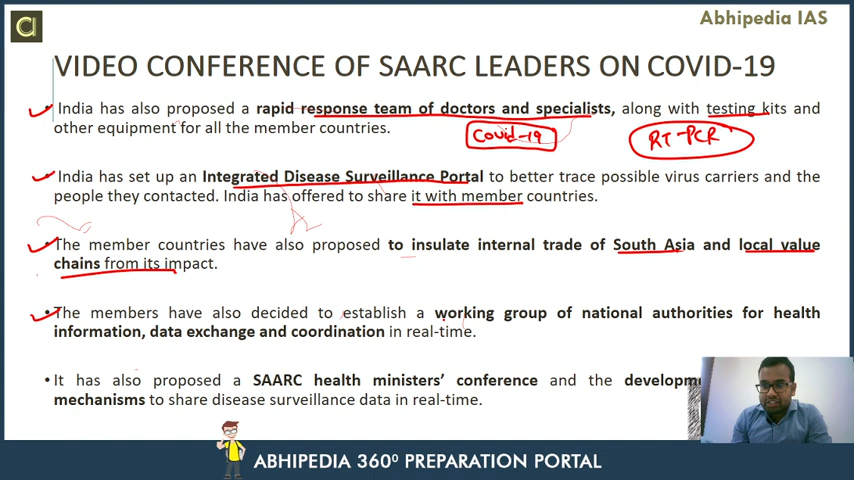 Abhipedia IAS
VIDEO CONFERENCE OF SAARC LEADERS ON COVID-19
• India has also proposed a rapid response team of doctors and specialists, along with testing kits and
other equipment for all the member countries.
Covid-19
RT-PCR
• India has set up an Integrated Disease Surveillance Portal to better trace possible virus carriers and the
people they contacted. India has offered to share it with member countries.
• The member countries have also proposed to insulate internal trade of South Asia and local value
chains from its impact.
• The members have also decided to establish a working group of national authorities for health
information, data exchange and coordination in real-time.
• It has also proposed a SAARC health ministers' conference and the
mechanisms to share disease surveillance data in real-time.
ABHIPEDIA 360⁰ PREPARATION PORTAL